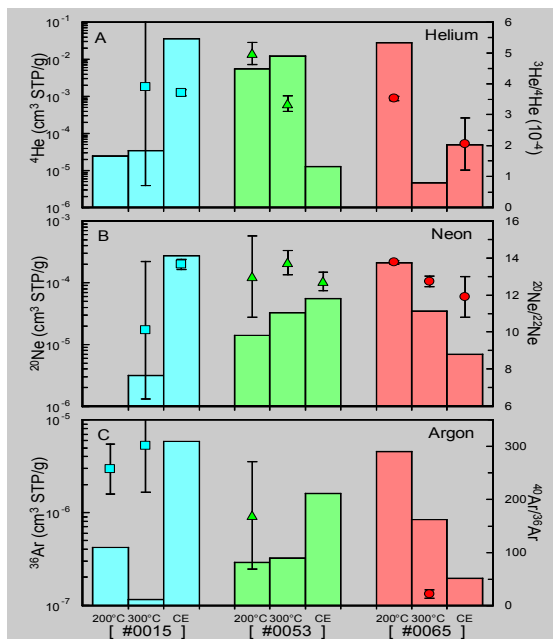 A Helium
⁴He (cm³ STP/g)
10⁻¹
10⁻²
10⁻³
10⁻⁴
10⁻⁵
10⁻⁶
6
5
4
3
2
1
0
³He/⁴He (10⁻⁴)
B Neon
²⁰Ne (cm³ STP/g)
10⁻³
10⁻⁴
10⁻⁵
10⁻⁶
16
14
12
10
8
6
²⁰Ne/²²Ne
C Argon
³⁶Ar (cm³ STP/g)
10⁻⁵
10⁻⁶
10⁻⁷
300
200
100
0
⁴⁰Ar/³⁶Ar
200°C 300°C CE 200°C 300°C CE 200°C 300°C CE
[ #0015 ] [ #0053 ] [ #0065 ]